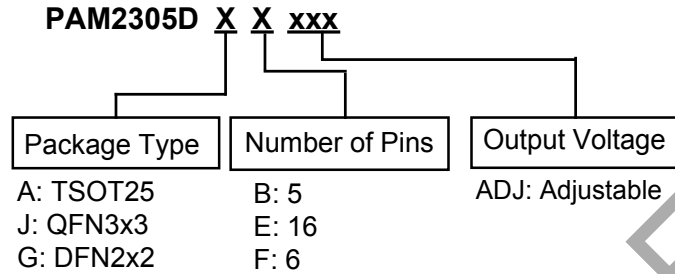 PAM2305D X X xxx
Package Type
A: TSOT25
J: QFN3x3
G: DFN2x2
Number of Pins
B: 5
E: 16
F: 6
Output Voltage
ADJ: Adjustable